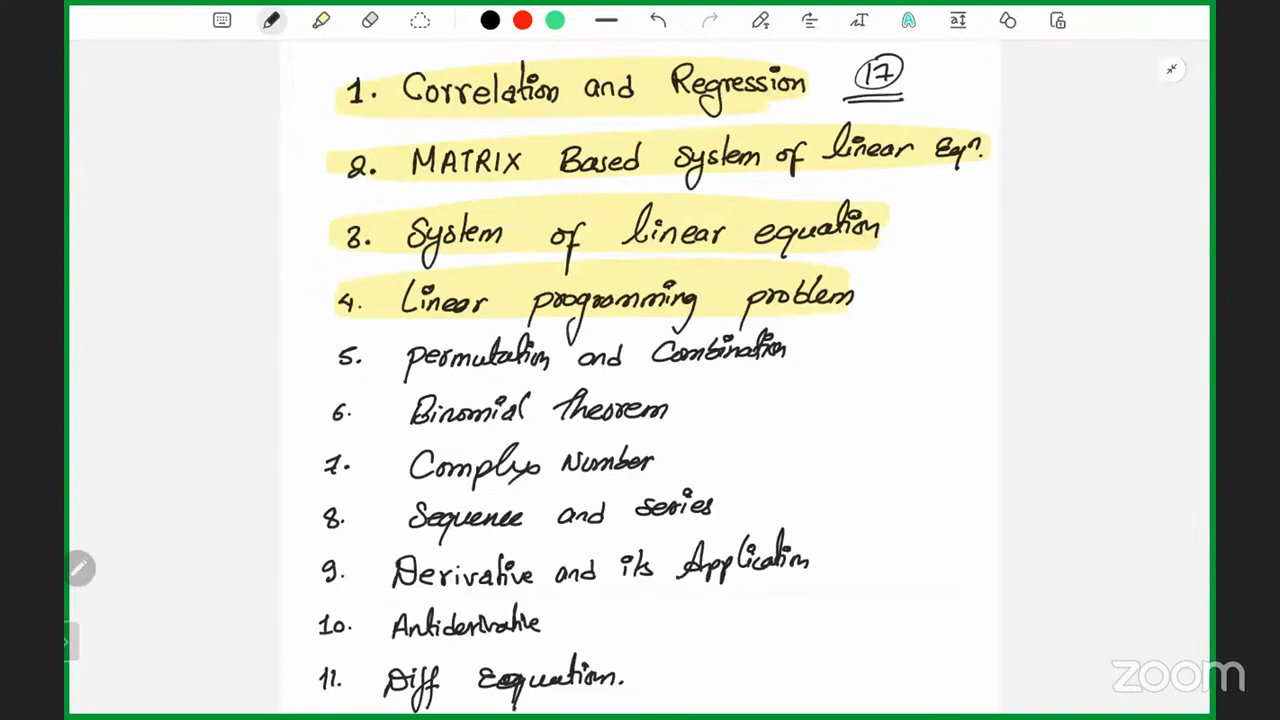 1. Correlation and Regression 17
2. MATRIX Based System of linear Eqn.
3. System of linear equation
4. Linear programming problem
5. Permutation and Combination
6. Binomial Theorem
7. Complex Number
8. Sequence and series
9. Derivative and its Application
10. Antiderivative
11. Diff Equation.
zoom